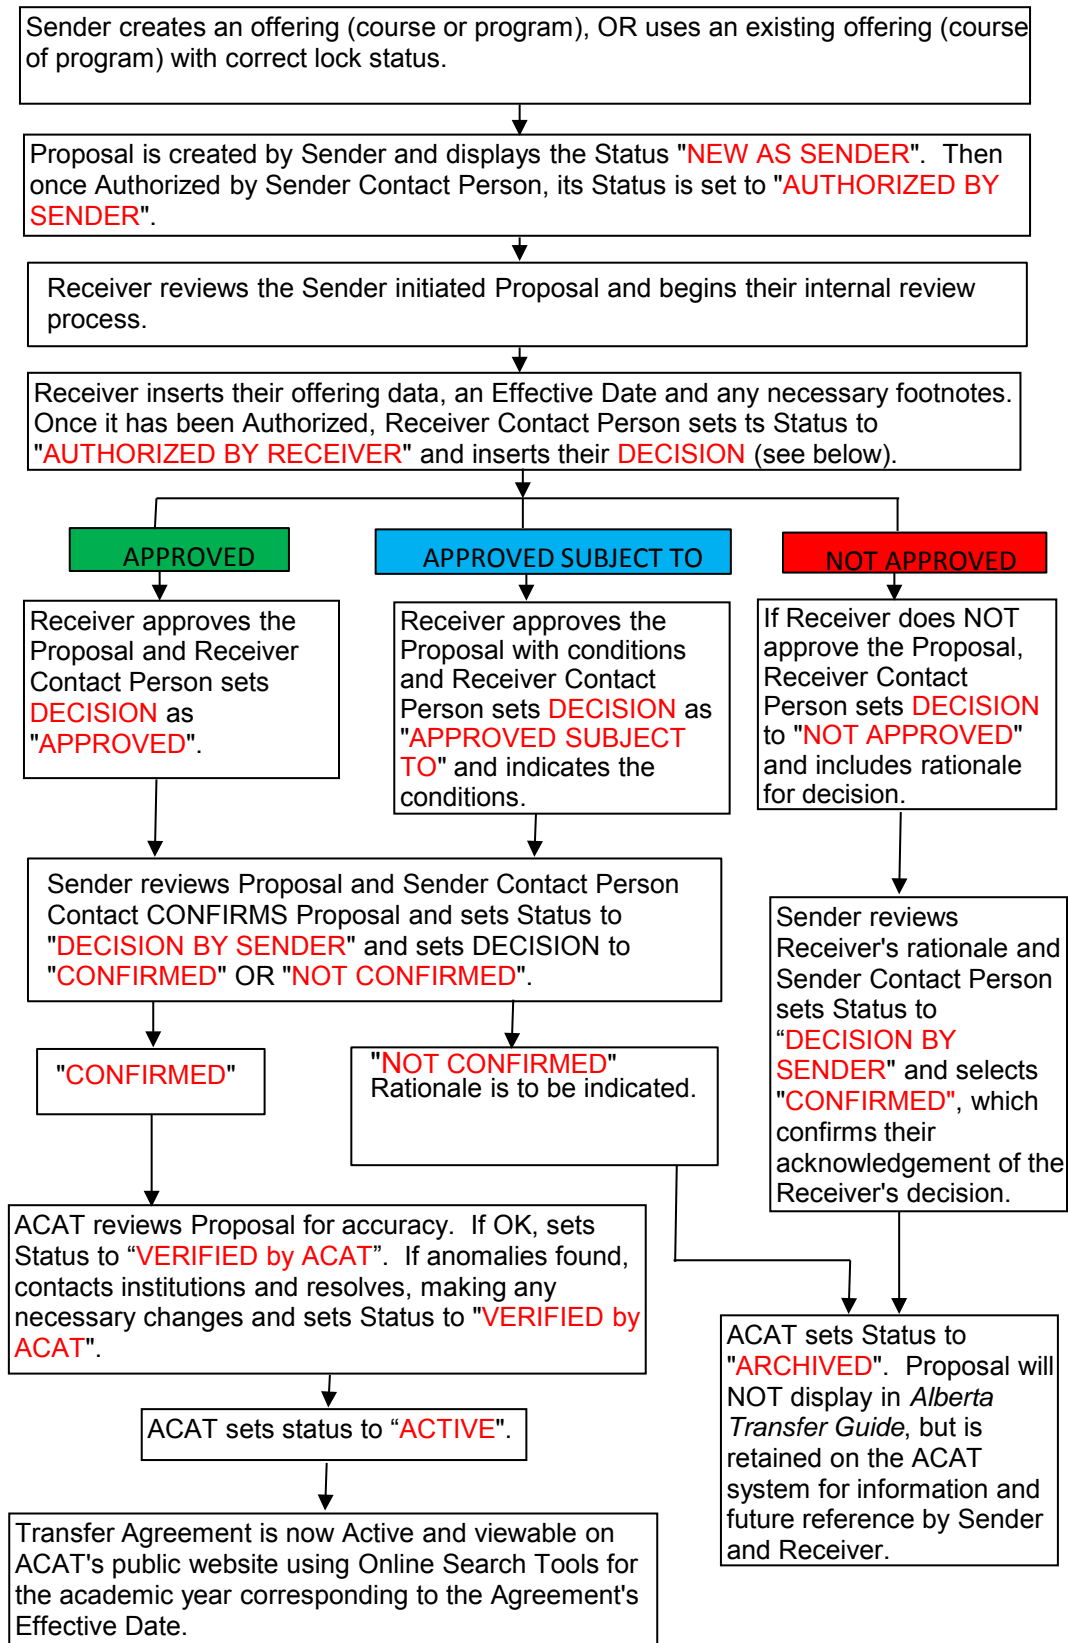 Sender creates an offering (course or program), OR uses an existing offering (course
of program) with correct lock status.
Proposal is created by Sender and displays the Status "NEW AS SENDER".  Then
once Authorized by Sender Contact Person, its Status is set to "AUTHORIZED BY
SENDER".
Receiver reviews the Sender initiated Proposal and begins their internal review
process.
Receiver inserts their offering data, an Effective Date and any necessary footnotes.
Once it has been Authorized, Receiver Contact Person sets ts Status to
"AUTHORIZED BY RECEIVER" and inserts their DECISION (see below).
APPROVED
Receiver approves the
Proposal and Receiver
Contact Person sets
DECISION as
"APPROVED".
APPROVED SUBJECT TO
Receiver approves the
Proposal with conditions
and Receiver Contact
Person sets DECISION as
"APPROVED SUBJECT
TO" and indicates the
conditions.
NOT APPROVED
If Receiver does NOT
approve the Proposal,
Receiver Contact
Person sets DECISION
to "NOT APPROVED"
and includes rationale
for decision.
Sender reviews Proposal and Sender Contact Person
Contact CONFIRMS Proposal and sets Status to
"DECISION BY SENDER" and sets DECISION to
"CONFIRMED" OR "NOT CONFIRMED".
"CONFIRMED"
"NOT CONFIRMED"
Rationale is to be indicated.
Sender reviews
Receiver's rationale and
Sender Contact Person
sets Status to
“DECISION BY
SENDER" and selects
"CONFIRMED", which
confirms their
acknowledgement of the
Receiver's decision.
ACAT reviews Proposal for accuracy.  If OK, sets
Status to “VERIFIED by ACAT”.  If anomalies found,
contacts institutions and resolves, making any
necessary changes and sets Status to "VERIFIED by
ACAT".
ACAT sets status to “ACTIVE".
Transfer Agreement is now Active and viewable on
ACAT's public website using Online Search Tools for
the academic year corresponding to the Agreement's
Effective Date.
ACAT sets Status to
"ARCHIVED".  Proposal will
NOT display in Alberta
Transfer Guide, but is
retained on the ACAT
system for information and
future reference by Sender
and Receiver.